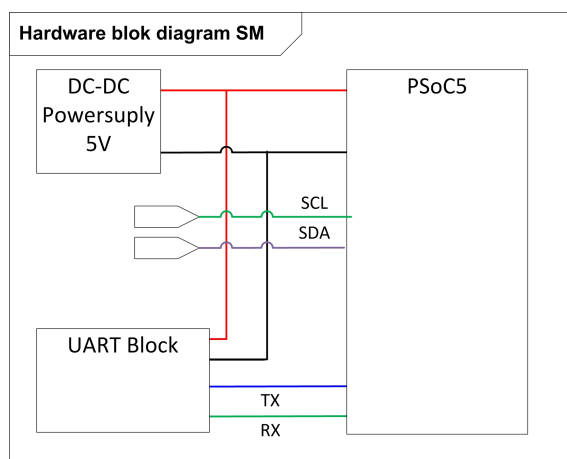 Hardware blok diagram SM
DC-DC
Powersuply
5V
PSoC5
SCL
SDA
UART Block
TX
RX